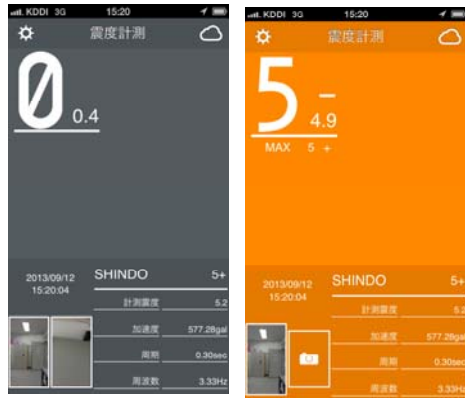 KDDI 3G 15:20
震度計測
0 0.4
2013/09/12
15:20:04
SHINDO 5+
計測震度 5.2
加速度 577.28gal
周期 0.30sec
周波数 3.33Hz
KDDI 3G 15:20
震度計測
5 - 4.9
MAX 5 +
2013/09/12
15:20:04
SHINDO 5+
計測震度 5.2
加速度 577.28gal
周期 0.30sec
周波数 3.33Hz